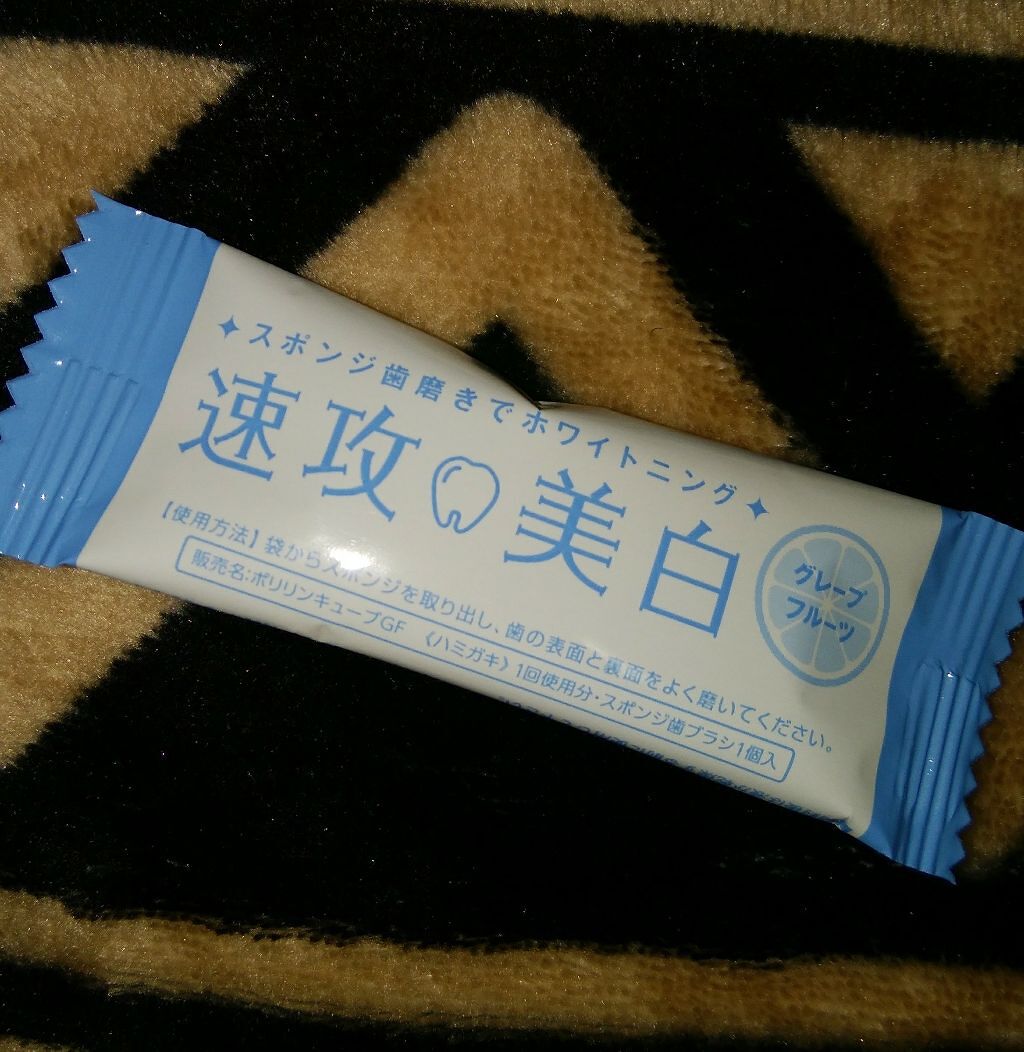 スポンジ歯磨きでホワイトニング
速攻美白
グレープ
フルーツ
【使用方法】袋からスポンジを取り出し、歯の表面と裏面をよく磨いてください。
販売名:ポリリンキューブGF 《ハミガキ》1回使用分・スポンジ歯ブラシ1個入